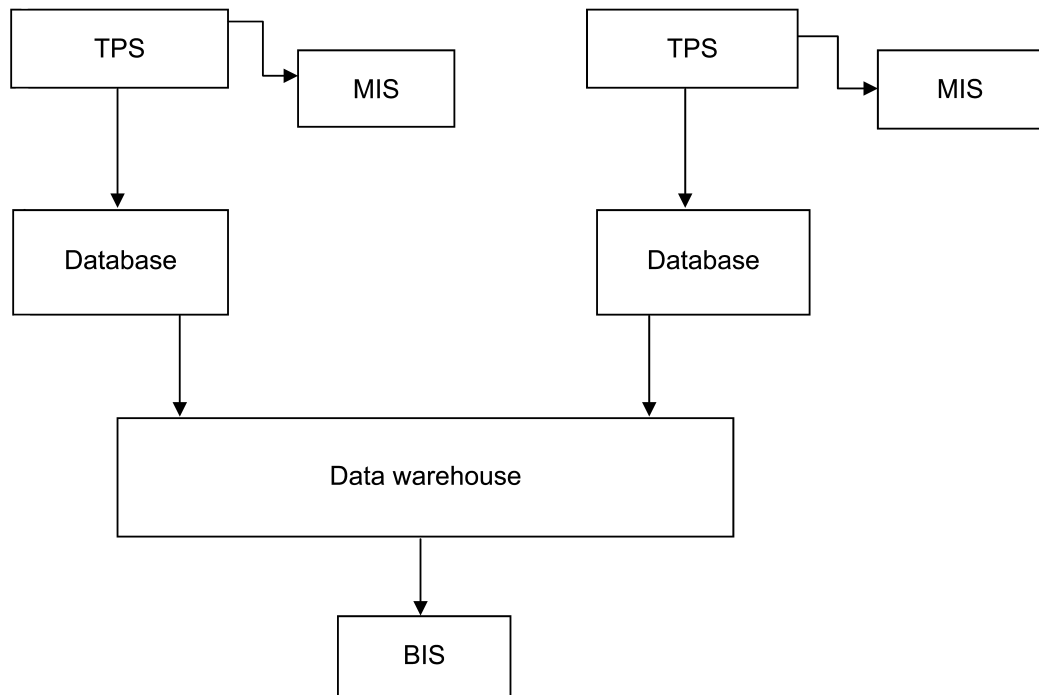 TPS
MIS
TPS
MIS
Database
Database
Data warehouse
BIS